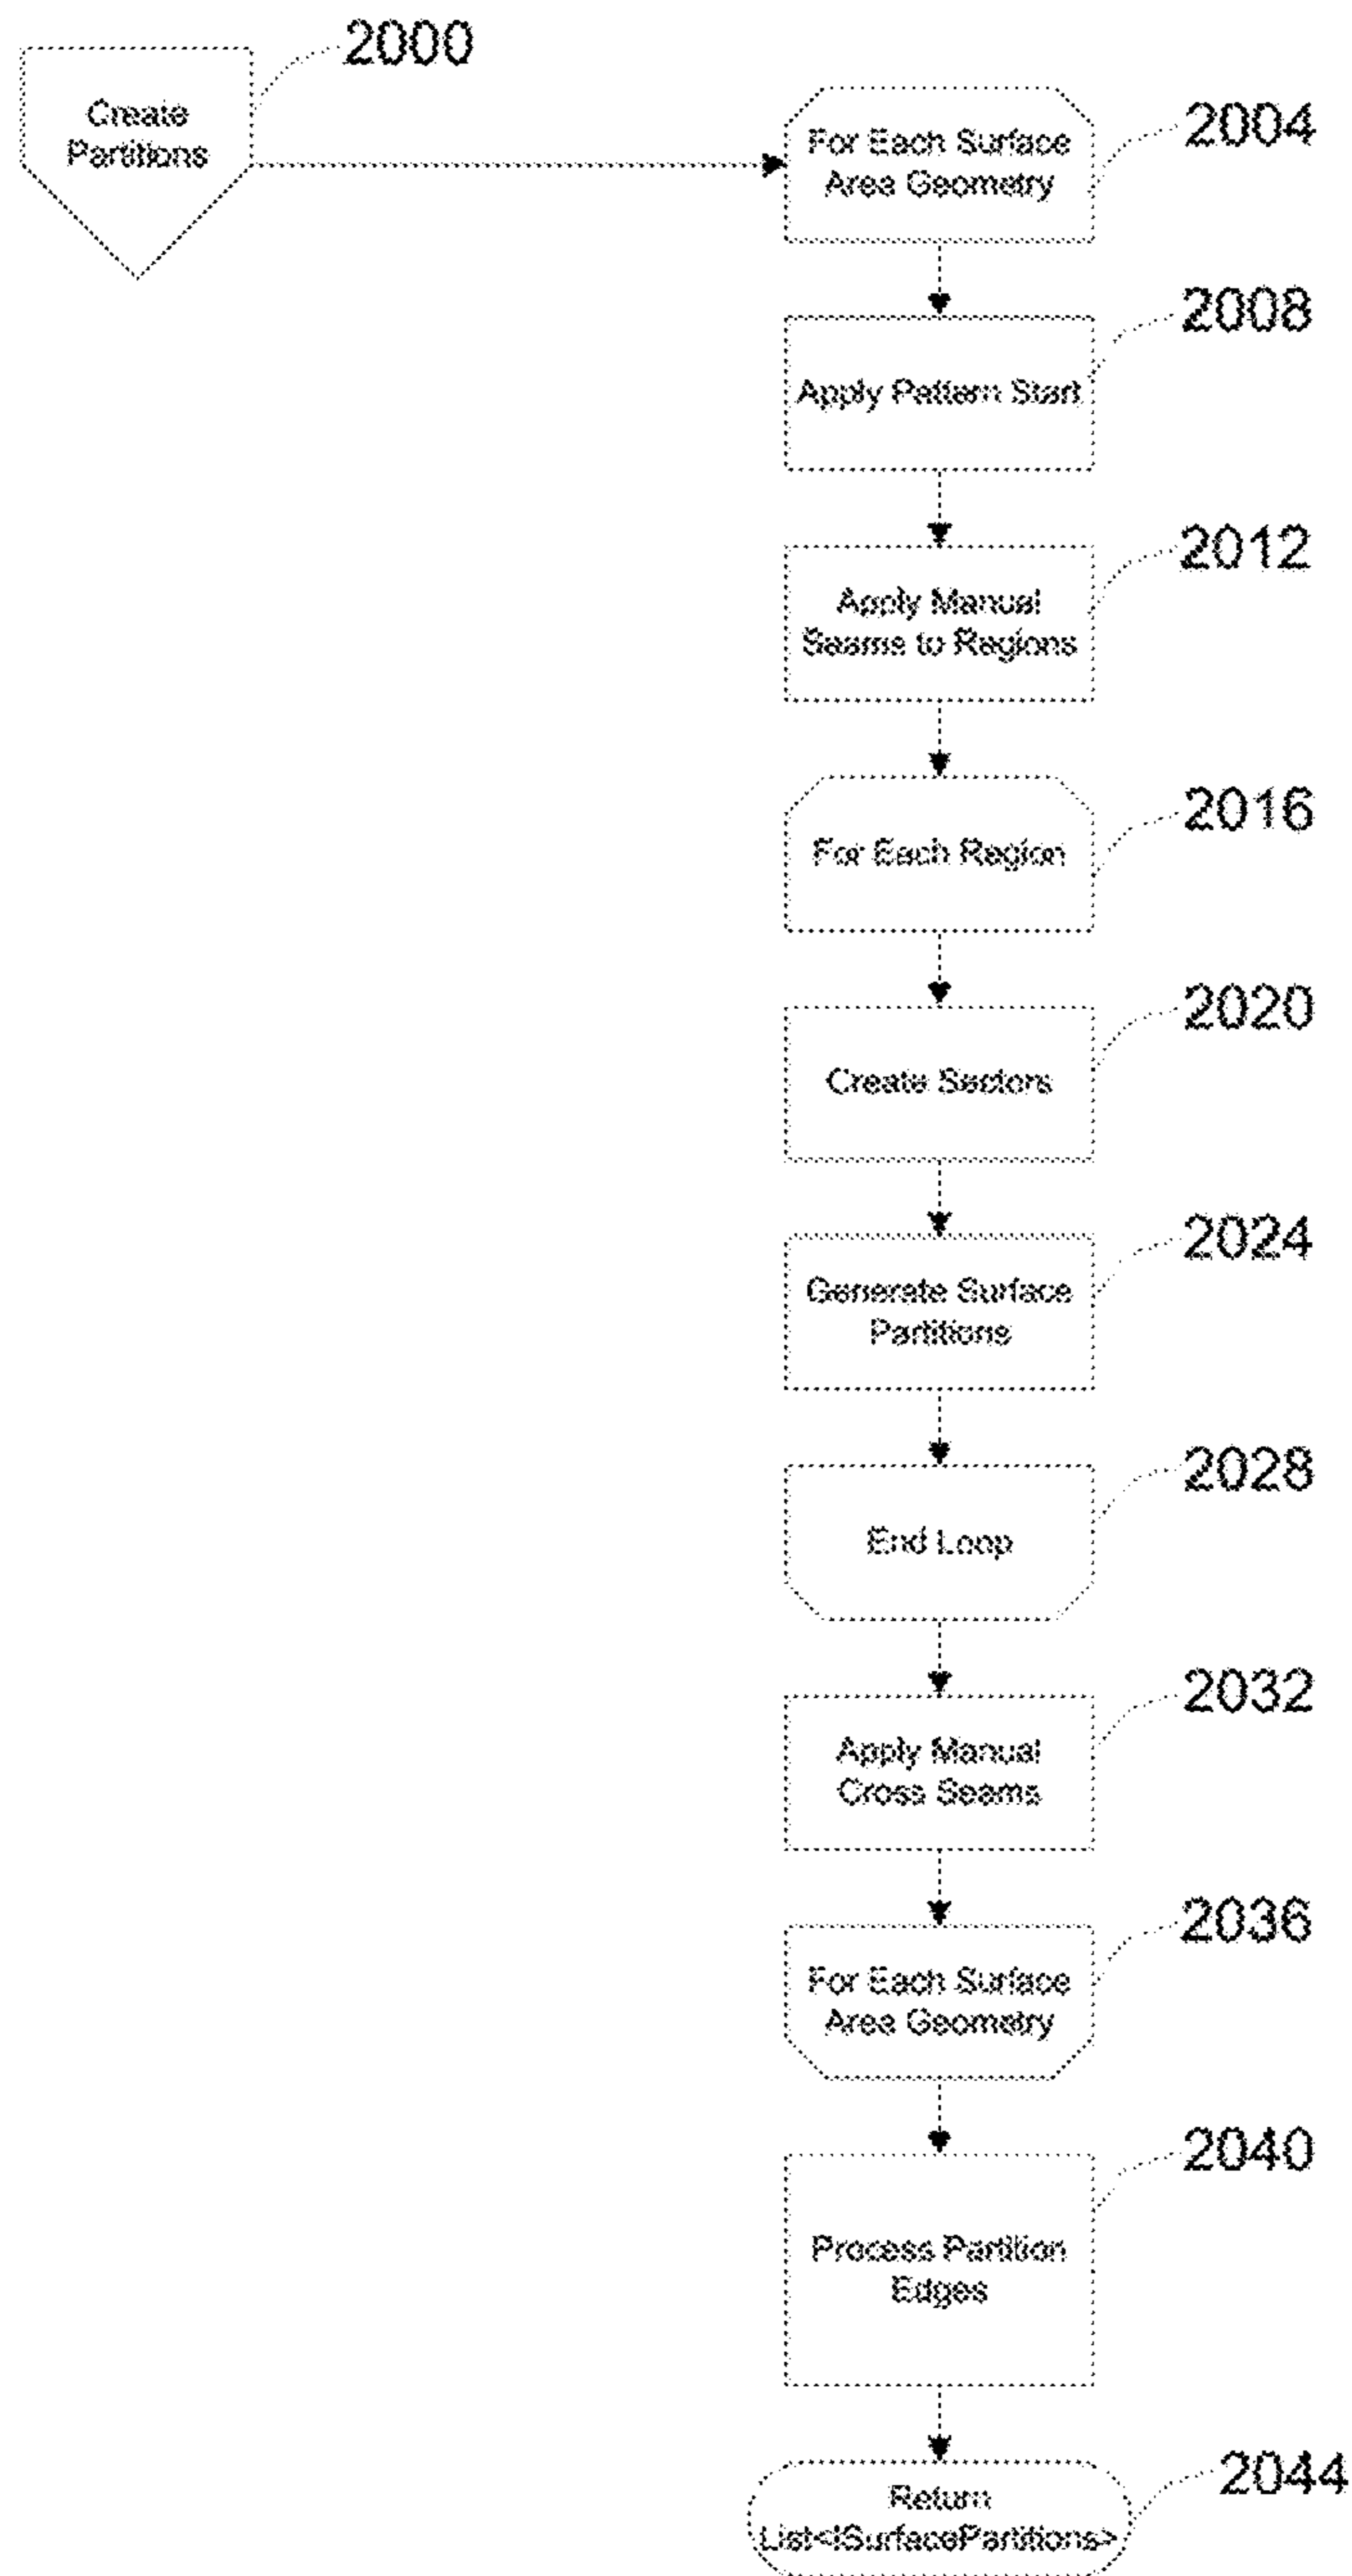 2000
Create
Partitions
2004
For Each Surface
Area Geometry
2008
Apply Pattern Start
2012
Apply Manual
Seams to Regions
2016
For Each Region
2020
Create Sectors
2024
Generate Surface
Partitions
2028
End Loop
2032
Apply Manual
Cross Seams
2036
For Each Surface
Area Geometry
2040
Process Partition
Edges
2044
Return
List<ISurfacePartitions>